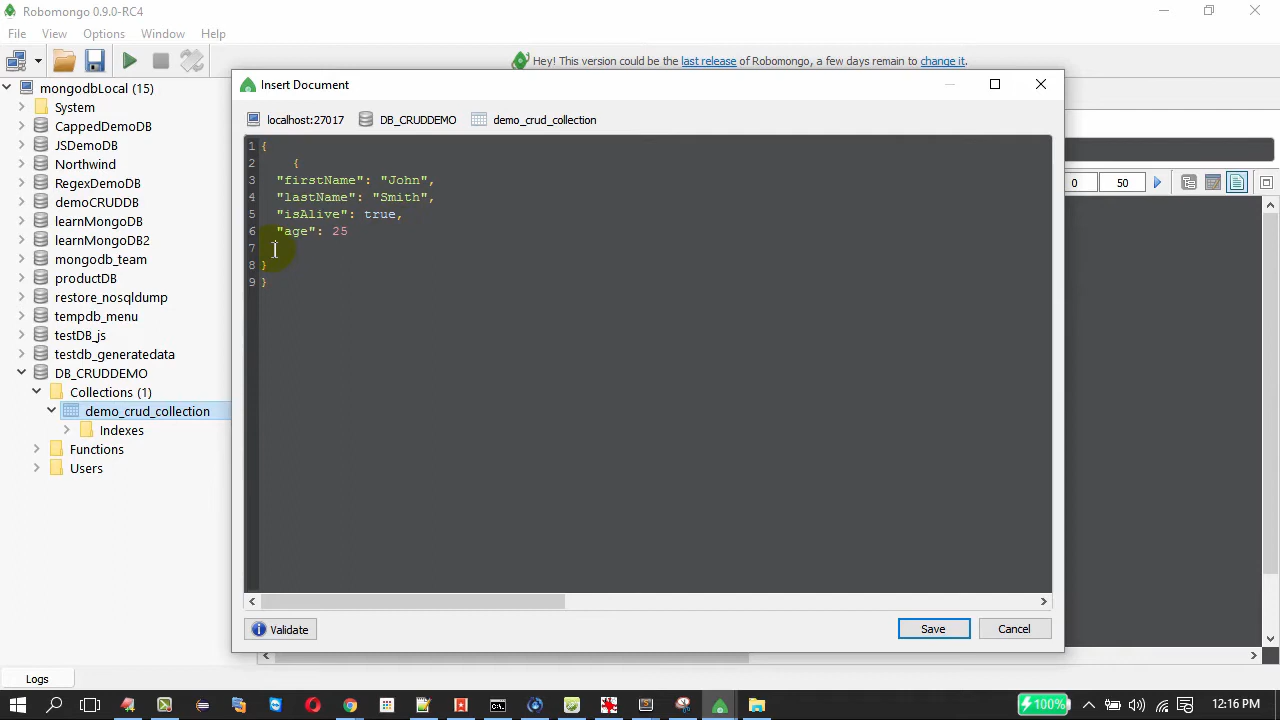 Robomongo 0.9.0-RC4
File View Options Window Help
Hey! This version could be the last release of Robomongo, a few days remain to change it.
mongodbLocal (15)
System
CappedDemoDB
JSDemoDB
Northwind
RegexDemoDB
demoCRUDDB
learnMongoDB
learnMongoDB2
mongodb_team
productDB
restore_nosqldump
tempdb_menu
testDB_js
testdb_generatedata
DB_CRUDDEMO
Collections (1)
demo_crud_collection
Indexes
Functions
Users
Insert Document
localhost:27017 DB_CRUDDEMO demo_crud_collection
1 {
2 {
3 "firstName": "John",
4 "lastName": "Smith",
5 "isAlive": true,
6 "age": 25
7
8 }
9 }
0 50
Validate Save Cancel
Logs
100% 12:16 PM